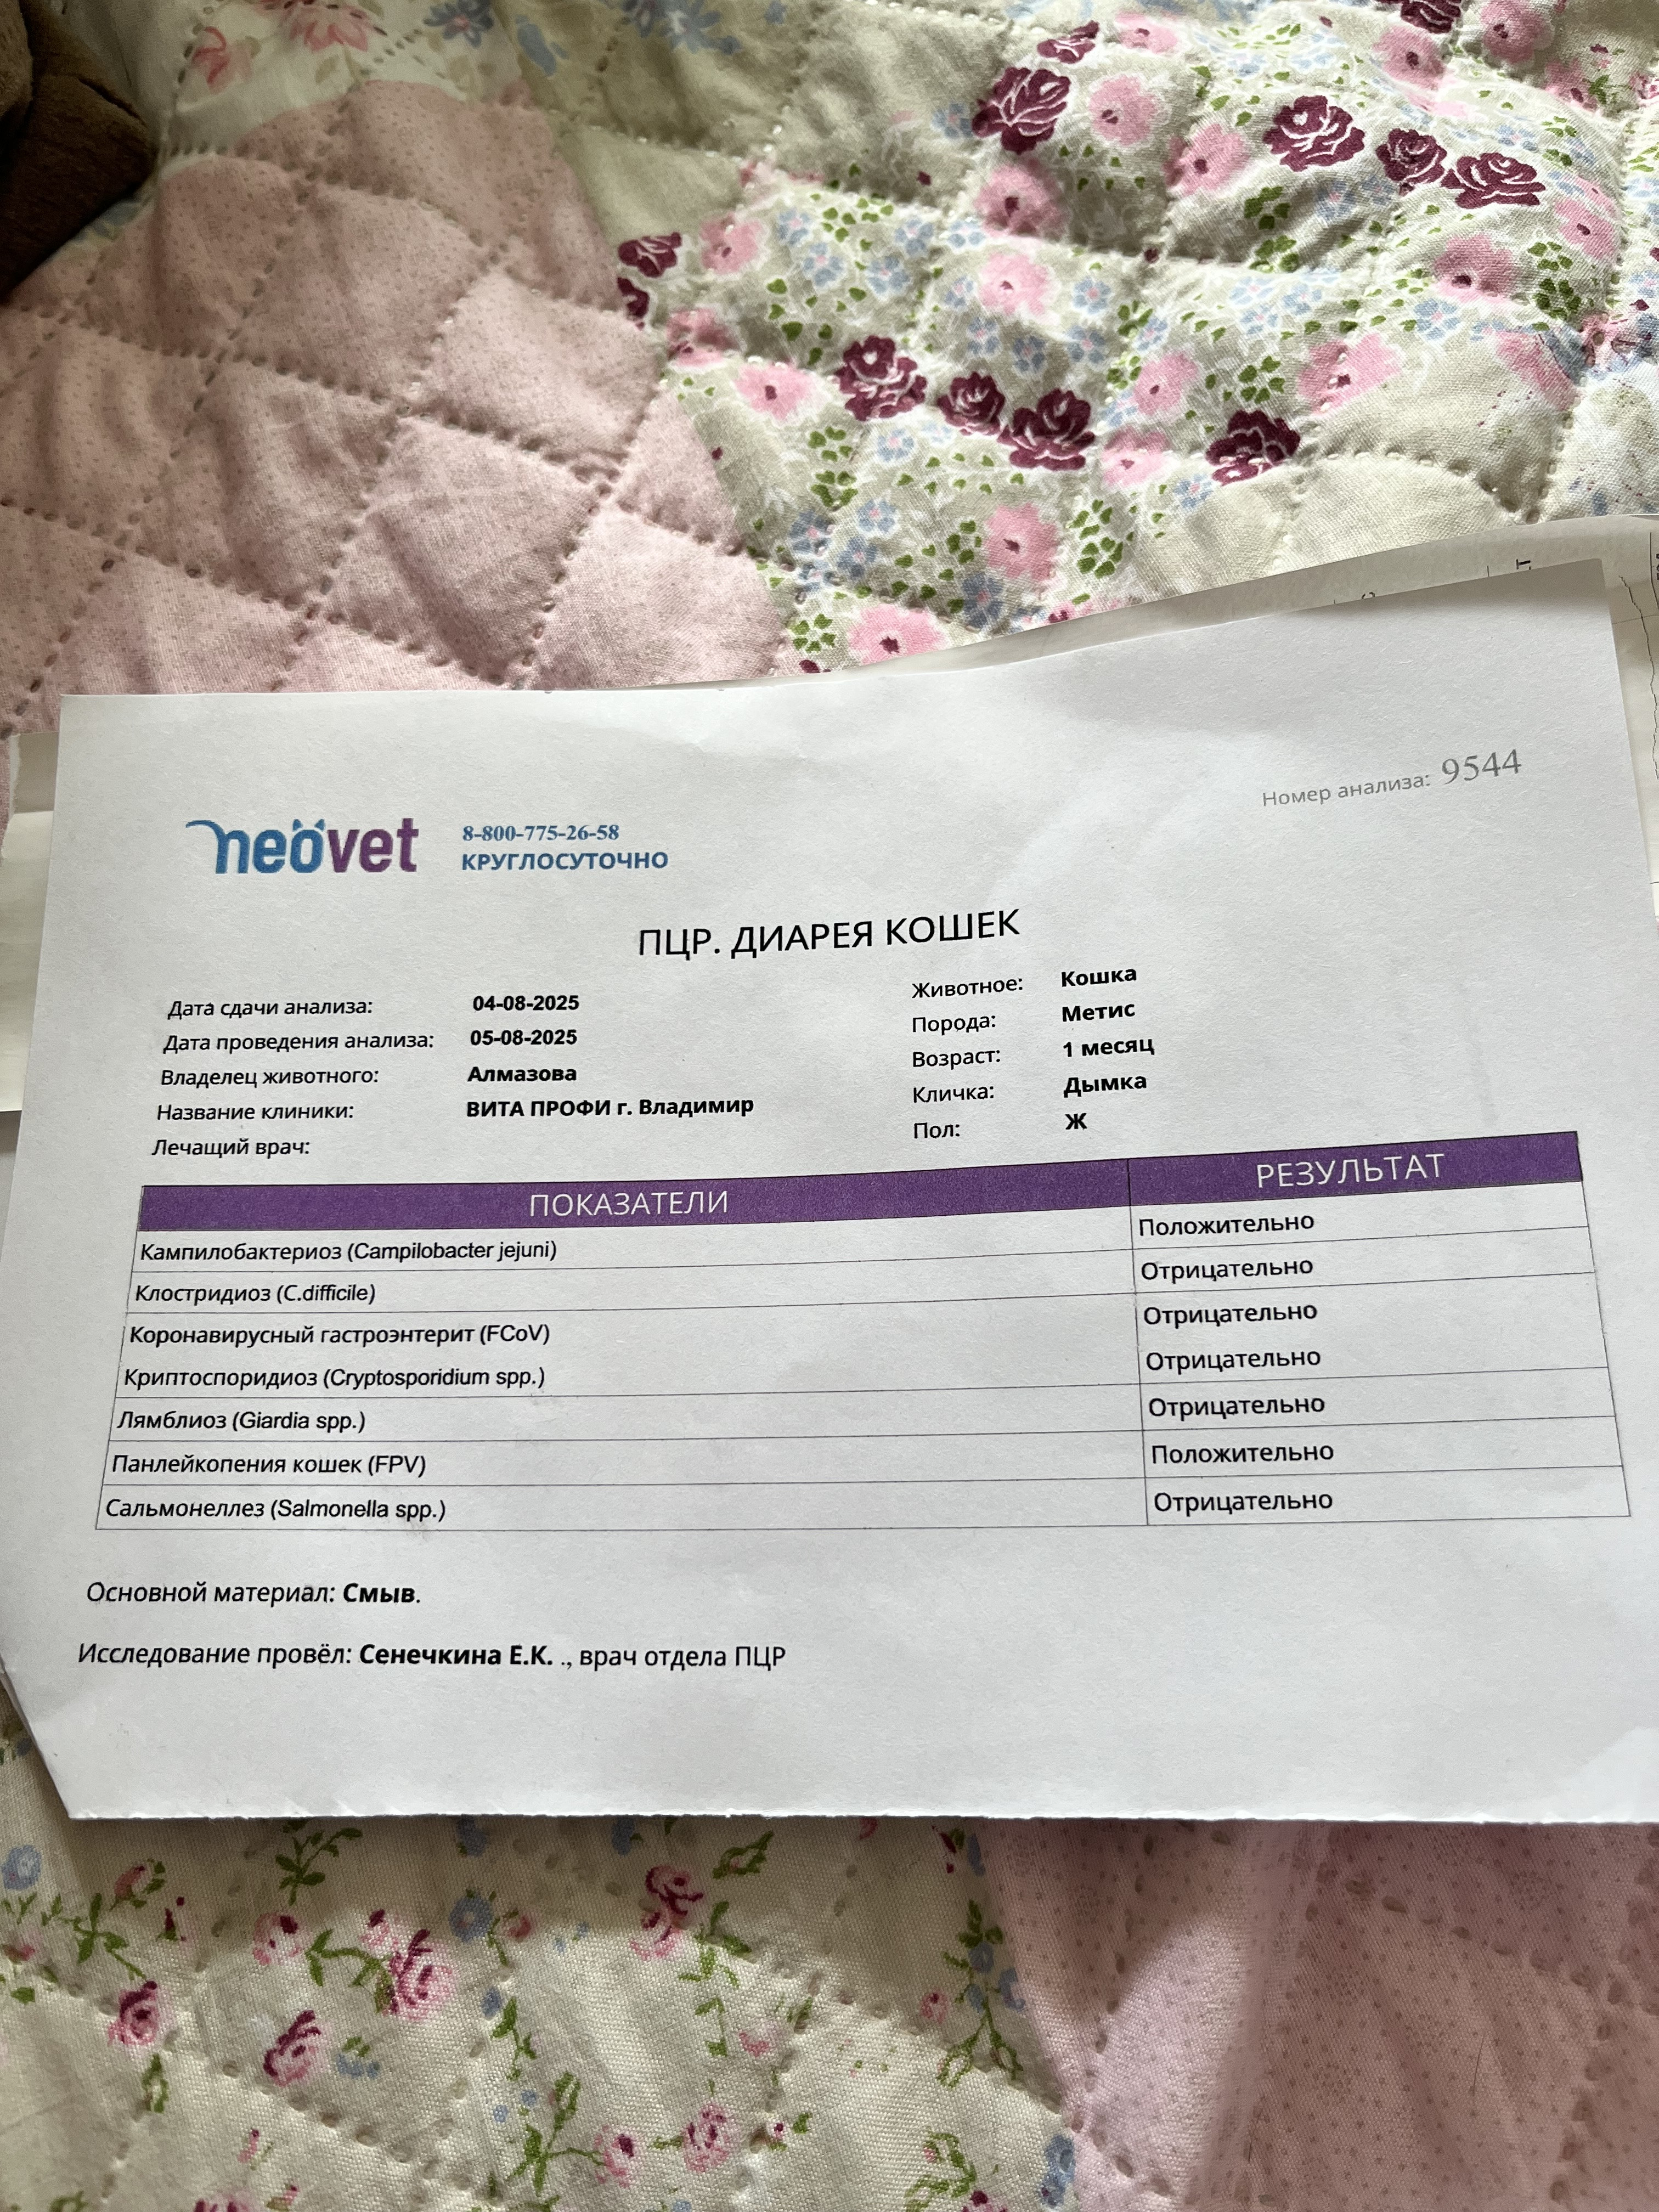 Номер анализа: 9544
neovet
8-800-775-26-58
КРУГЛОСУТОЧНО
ПЦР. ДИАРЕЯ КОШЕК
Дата сдачи анализа: 04-08-2025
Дата проведения анализа: 05-08-2025
Владелец животного: Алмазова
Название клиники: ВИТА ПРОФИ г. Владимир
Лечащий врач:
Животное: Кошка
Порода: Метис
Возраст: 1 месяц
Кличка: Дымка
Пол: Ж
ПОКАЗАТЕЛИ РЕЗУЛЬТАТ
Кампилобактериоз (Campilobacter jejuni) Положительно
Клостридиоз (C.difficile) Отрицательно
Коронавирусный гастроэнтерит (FCoV) Отрицательно
Криптоспоридиоз (Cryptosporidium spp.) Отрицательно
Лямблиоз (Giardia spp.) Отрицательно
Панлейкопения кошек (FPV) Положительно
Сальмонеллез (Salmonella spp.) Отрицательно
Основной материал: Смыв.
Исследование провёл: Сенечкина Е.К. ., врач отдела ПЦР